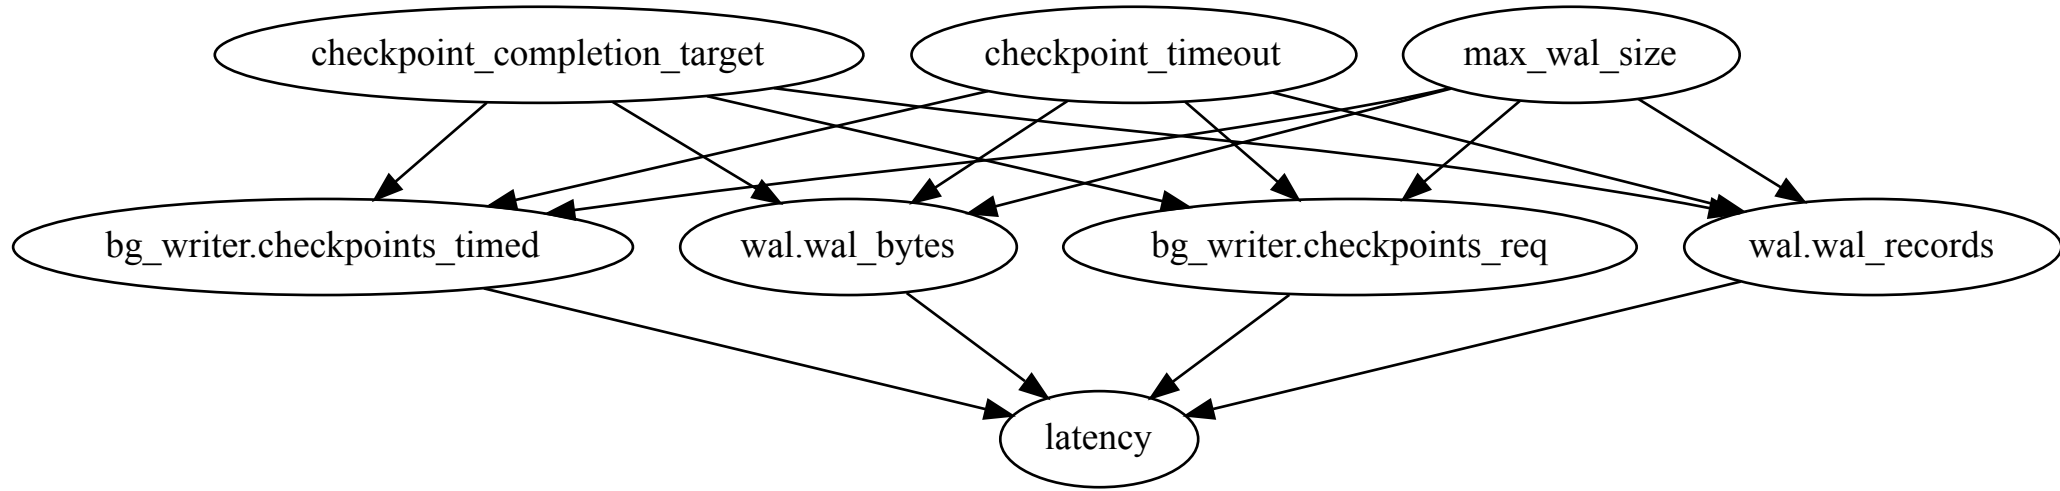 checkpoint_completion_target
checkpoint_timeout
max_wal_size
bg_writer.checkpoints_timed
wal.wal_bytes
bg_writer.checkpoints_req
wal.wal_records
latency